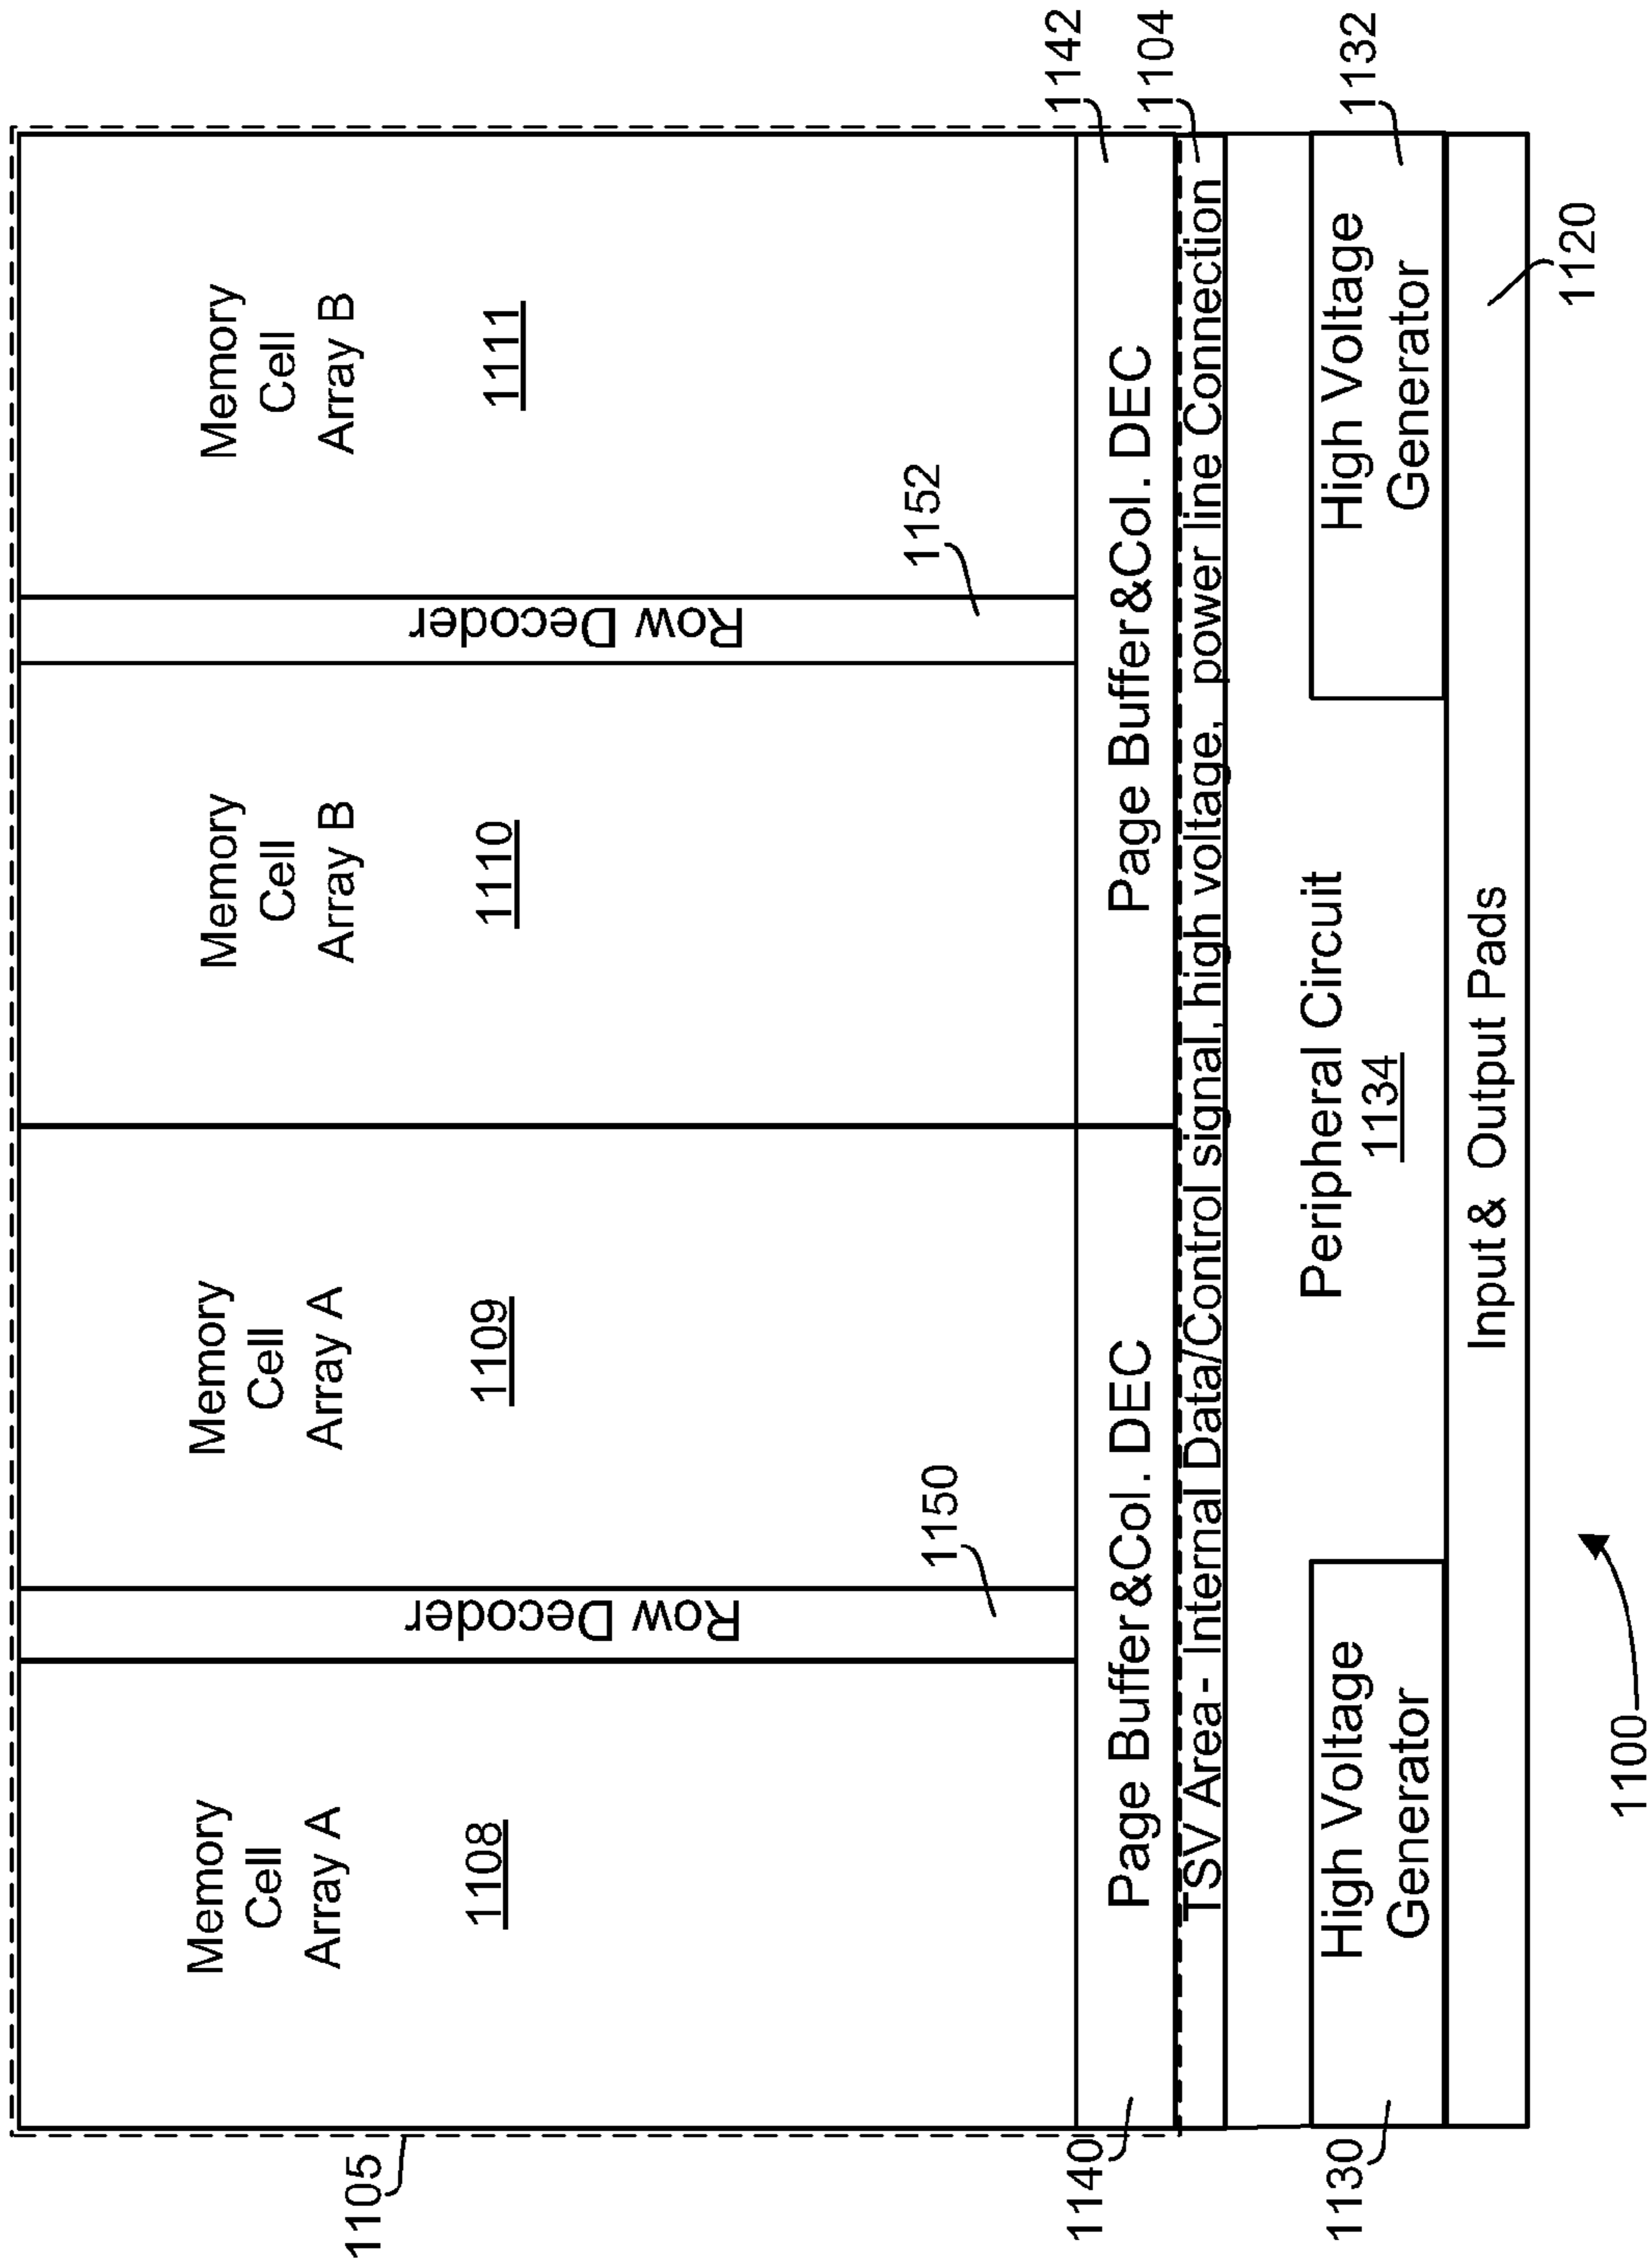 1105
Memory
Cell
Array A
1108
Row Decoder
1150
Memory
Cell
Array A
1109
Memory
Cell
Array B
1110
Row Decoder
1152
Memory
Cell
Array B
1111
1140
Page Buffer&Col. DEC
Page Buffer&Col. DEC
1142
TSV Area- Internal Data/Control signal, high voltage, power line Connection
1104
1130
High Voltage
Generator
Peripheral Circuit
1134
High Voltage
Generator
1132
Input & Output Pads
1120
1100